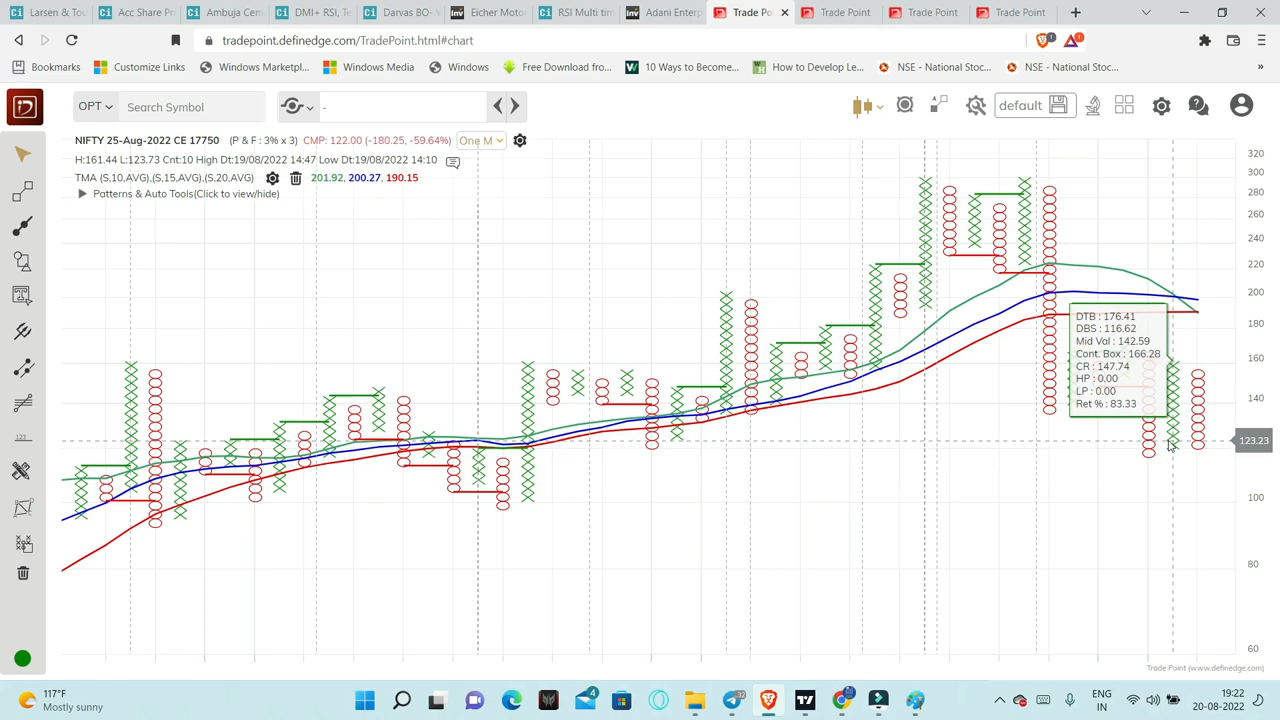 Larsen & Tou
Acc Share Pr
Ambuja Cem
DMI+ RSI, Te
Darvas BO- V
Eicher Motor
RSI Multi tim
Adani Enterp
Trade Poi
Trade Point
Trade Point
Trade Point
tradepoint.definedge.com/TradePoint.html#chart
Bookmarks
Customize Links
Windows Marketpl...
Windows Media
Windows
Free Download from...
10 Ways to Become...
How to Develop Le...
NSE - National Stoc...
NSE - National Stoc...
»
OPT
Search Symbol
-
default
NIFTY 25-Aug-2022 CE 17750 (P & F : 3% x 3) CMP: 122.00 (-180.25, -59.64%) One M
H:161.44 L:123.73 Cnt:10 High Dt:19/08/2022 14:47 Low Dt:19/08/2022 14:10
TMA (S,10,AVG),(S,15,AVG),(S,20,AVG) 201.92, 200.27, 190.15
Patterns & Auto Tools(Click to view/hide)
320
300
280
260
240
220
200
180
160
140
123.23
100
80
60
DTB : 176.41
DBS : 116.62
Mid Val : 142.59
Cont. Box : 166.28
CR : 147.74
HP : 0.00
LP : 0.00
Ret % : 83.33
123
Trade Point (www.definedge.com)
117°F
Mostly sunny
4
32
ENG
IN
19:22
20-08-2022